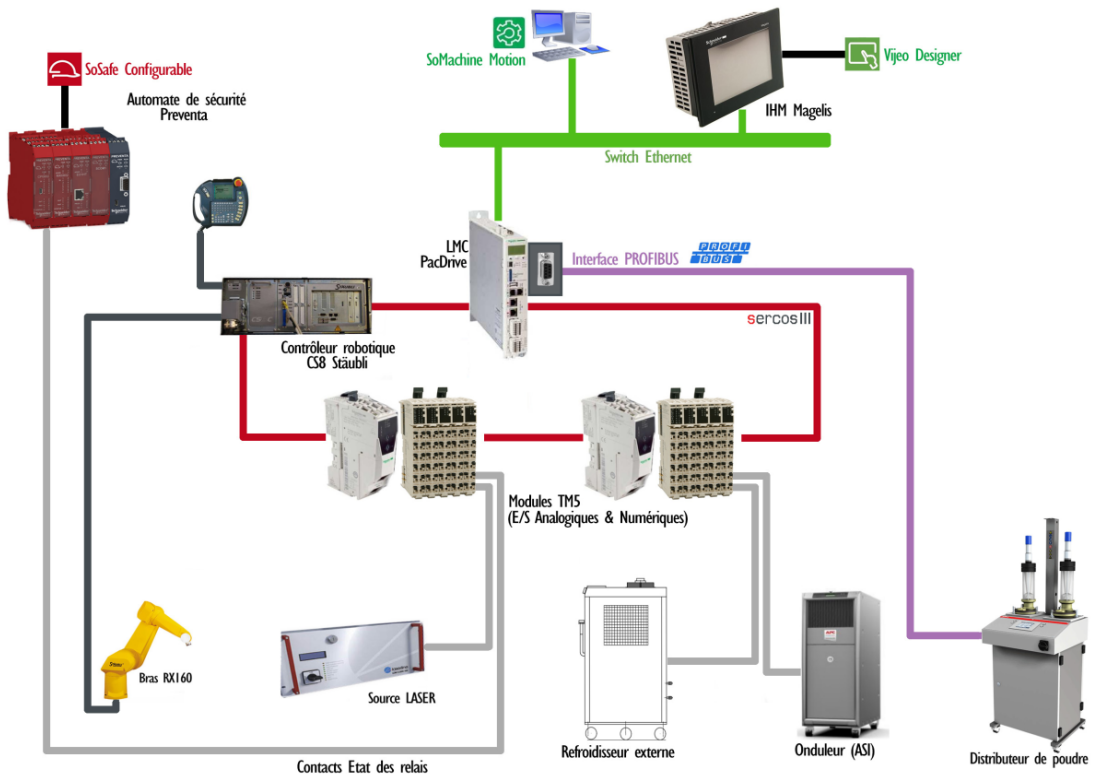 SoMachine Motion
Vijeo Designer
SoSafe Configurable
IHM Magelis
Automate de sécurité
Preventa
Switch Ethernet
LMC
PacDrive
Interface PROFIBUS
PROFI
BUS
sercos III
Contrôleur robotique
CS8 Stäubli
Modules TM5
(E/S Analogiques & Numériques)
Bras RX160
Source LASER
Refroidisseur externe
Onduleur (ASI)
Distributeur de poudre
Contacts Etat des relais